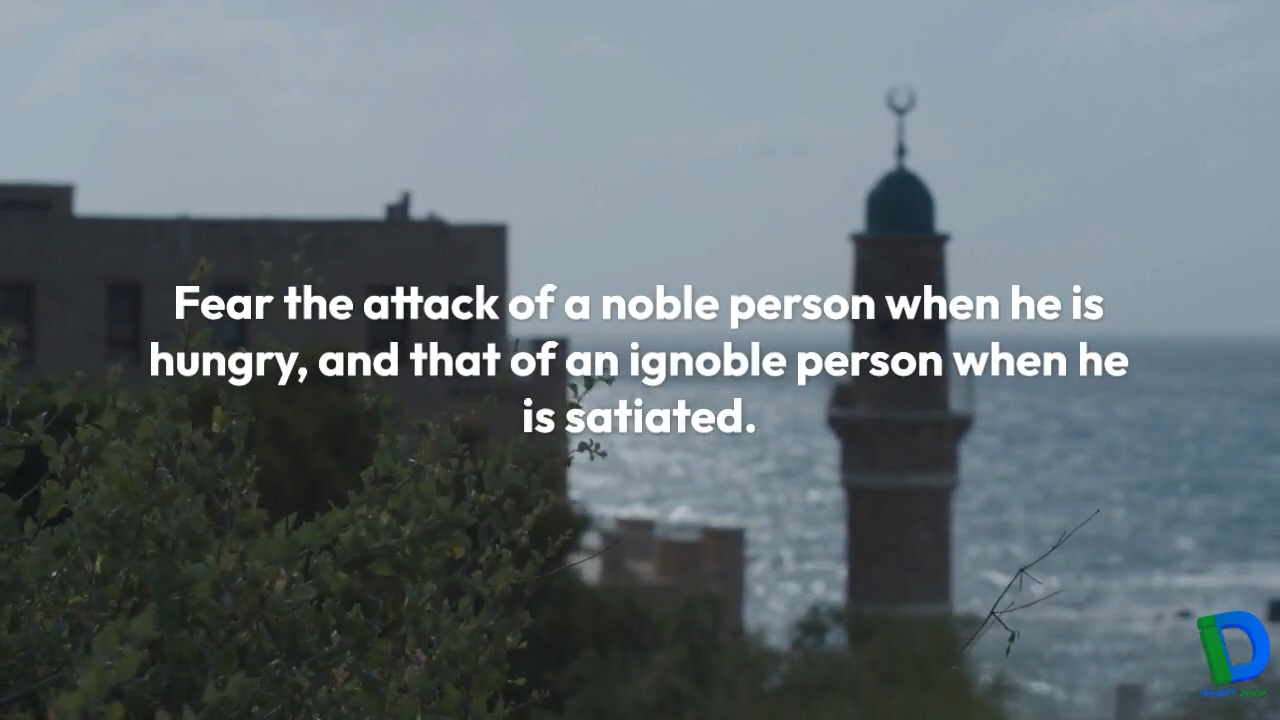 Fear the attack of a noble person when he is
hungry, and that of an ignoble person when he
is satiated.